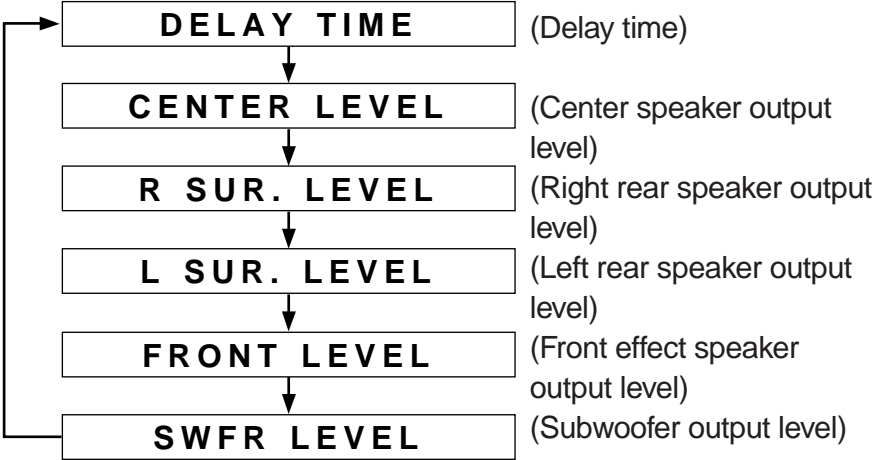 DELAY TIME (Delay time)
CENTER LEVEL (Center speaker output
level)
R SUR. LEVEL (Right rear speaker output
level)
L SUR. LEVEL (Left rear speaker output
level)
FRONT LEVEL (Front effect speaker
output level)
SWFR LEVEL (Subwoofer output level)